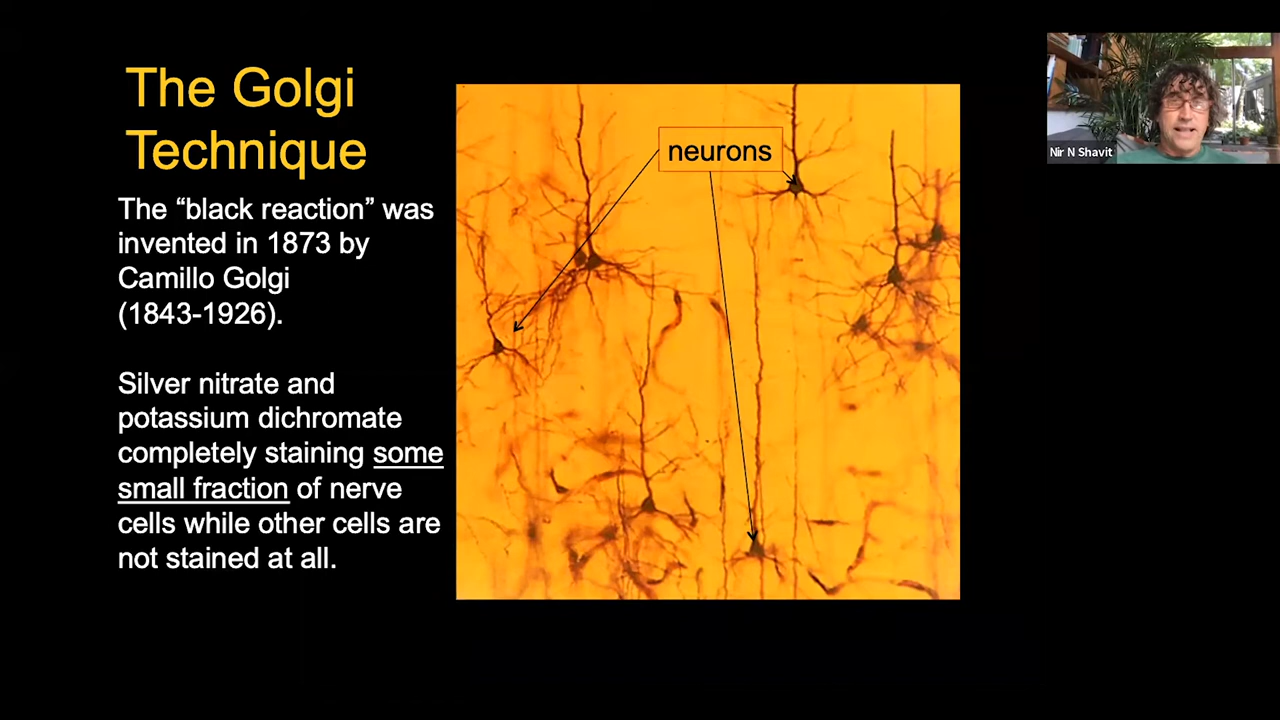 The Golgi
Technique
The “black reaction” was
invented in 1873 by
Camillo Golgi
(1843-1926).
Silver nitrate and
potassium dichromate
completely staining some
small fraction of nerve
cells while other cells are
not stained at all.
neurons
Nir N Shavit